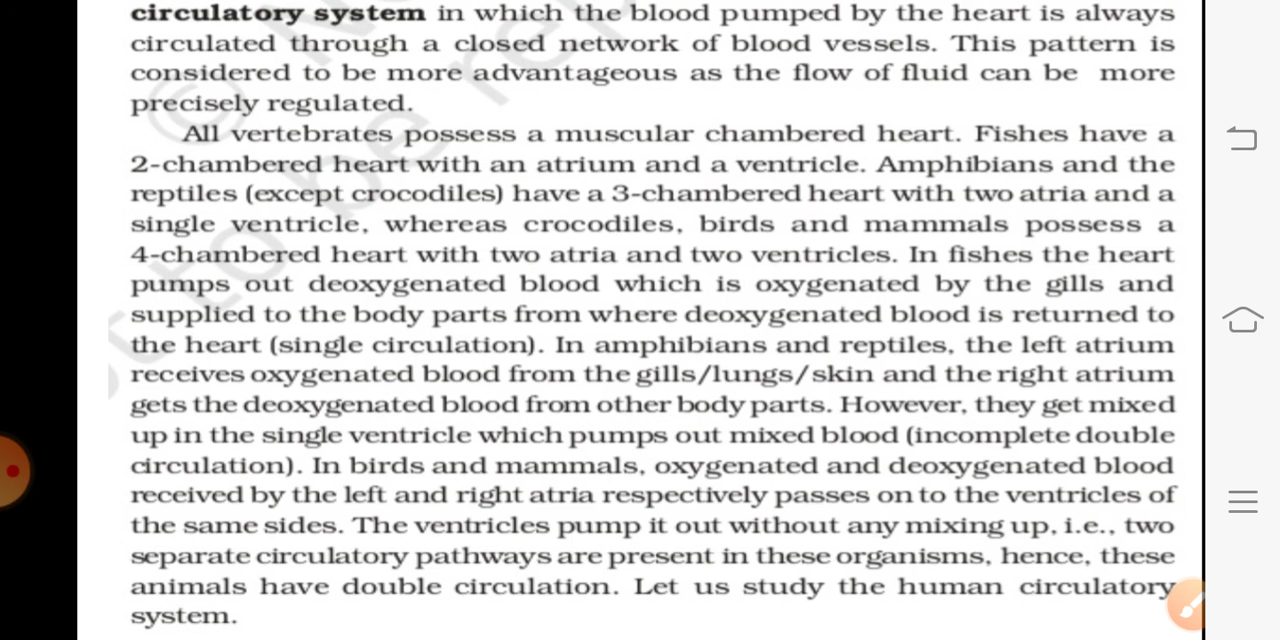 circulatory system in which the blood pumped by the heart is always
circulated through a closed network of blood vessels. This pattern is
considered to be more advantageous as the flow of fluid can be more
precisely regulated.
All vertebrates possess a muscular chambered heart. Fishes have a
2-chambered heart with an atrium and a ventricle. Amphibians and the
reptiles (except crocodiles) have a 3-chambered heart with two atria and a
single ventricle, whereas crocodiles, birds and mammals possess a
4-chambered heart with two atria and two ventricles. In fishes the heart
pumps out deoxygenated blood which is oxygenated by the gills and
supplied to the body parts from where deoxygenated blood is returned to
the heart (single circulation). In amphibians and reptiles, the left atrium
receives oxygenated blood from the gills/lungs/skin and the right atrium
gets the deoxygenated blood from other body parts. However, they get mixed
up in the single ventricle which pumps out mixed blood (incomplete double
circulation). In birds and mammals, oxygenated and deoxygenated blood
received by the left and right atria respectively passes on to the ventricles of
the same sides. The ventricles pump it out without any mixing up, i.e., two
separate circulatory pathways are present in these organisms, hence, these
animals have double circulation. Let us study the human circulatory
system.